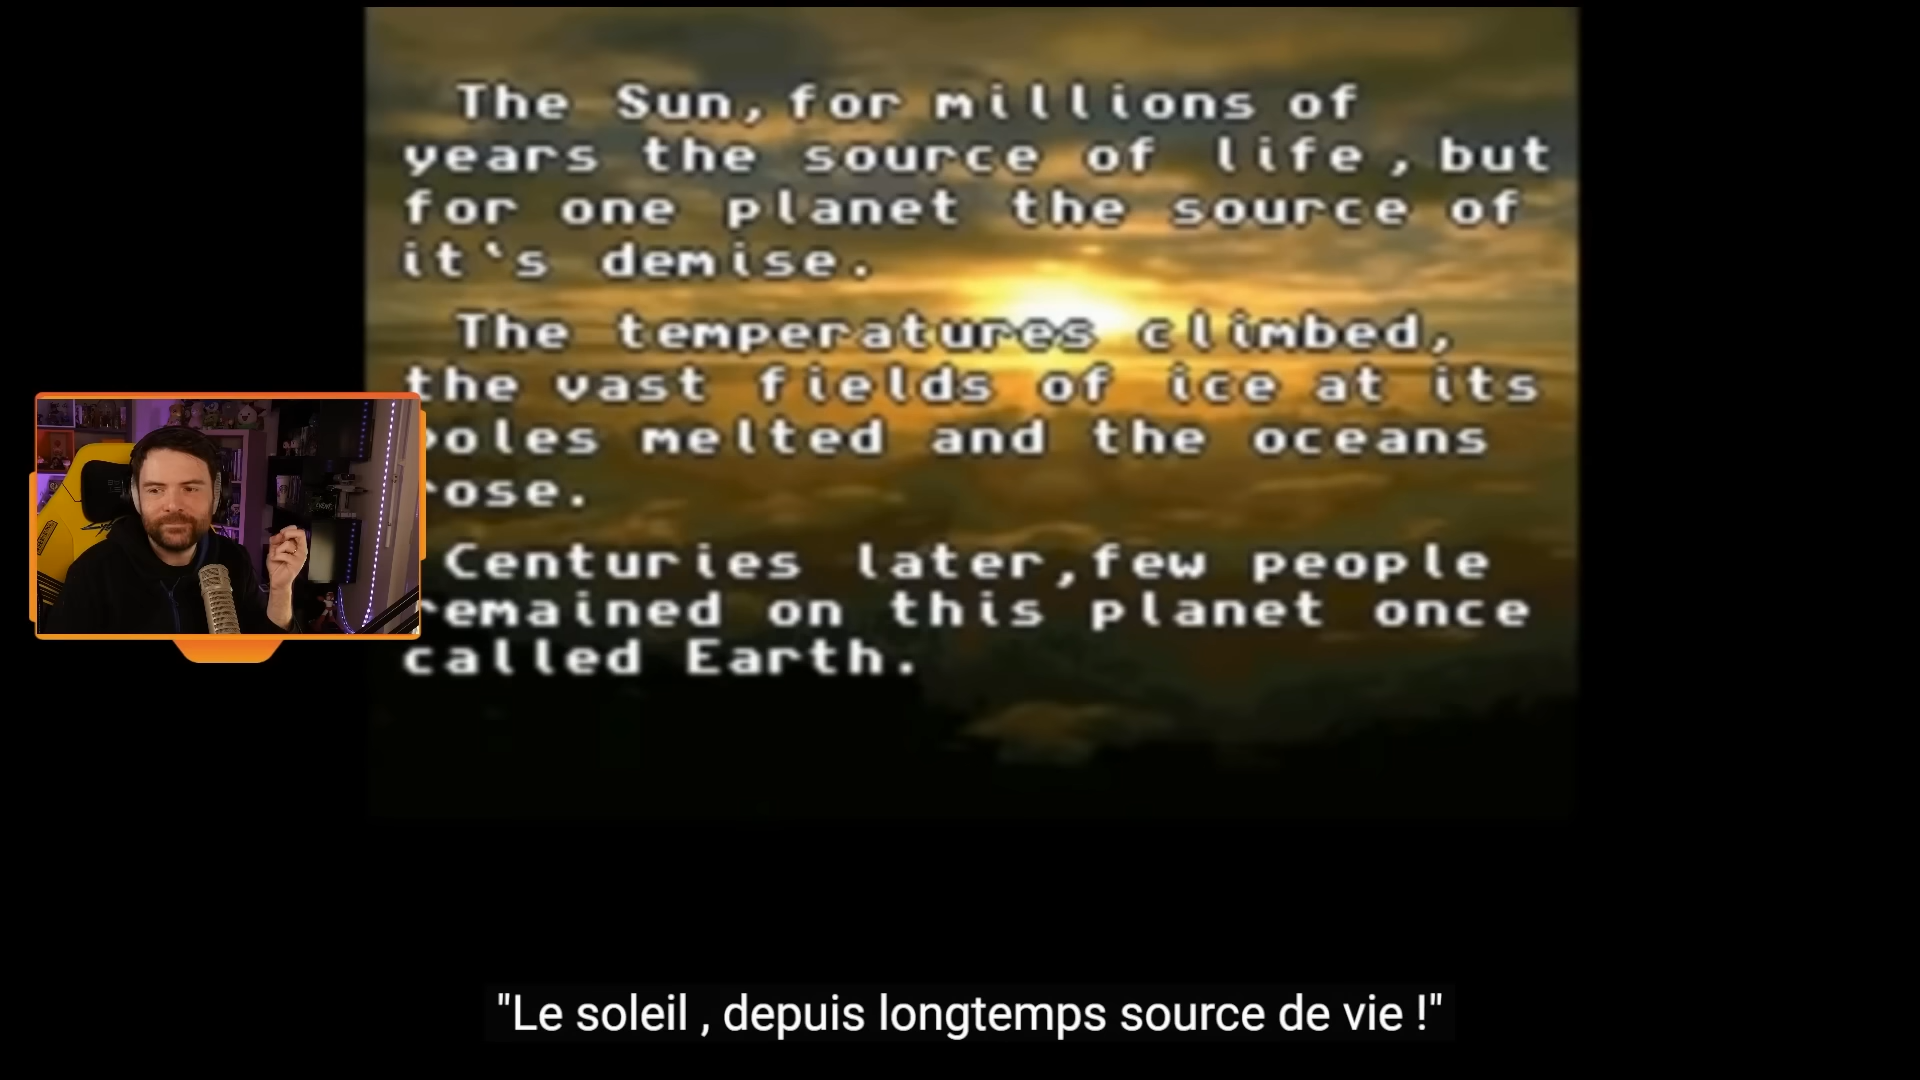 The Sun, for millions of
years the source of life, but
for one planet the source of
it`s demise.
The temperatures climbed,
the vast fields of ice at its
poles melted and the oceans
rose.
Centuries later, few people
remained on this planet once
called Earth.
"Le soleil , depuis longtemps source de vie !"